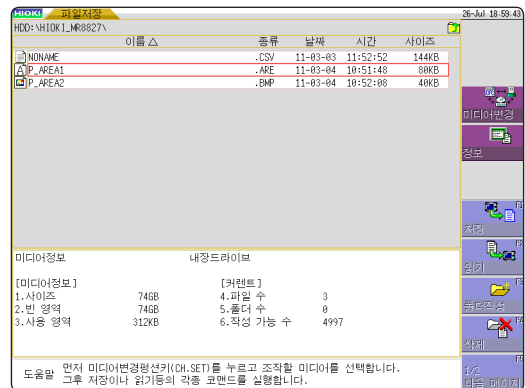 HIOKI 파일저장 26-Jul 18:59:43
HDD:\HIOKI_MR8827\
이름 △ 종류 날짜 시간 사이즈
NONAME .CSV 11-03-03 11:52:52 144KB
P_AREA1 .ARE 11-03-04 10:51:48 80KB
P_AREA2 .BMP 11-03-04 10:52:08 40KB
미디어변경
정보
F1
저장
F2
읽기
F3
폴더작성
F4
삭제
F5
1/2
다음 페이지
미디어정보 내장드라이브
[미디어정보] [커렌트]
1.사이즈 74GB 4.파일 수 3
2.빈 영역 74GB 5.폴더 수 0
3.사용 영역 312KB 6.작성 가능 수 4997
도움말 먼저 미디어변경펑션키(CH.SET)를 누르고 조작할 미디어를 선택합니다.
그후 저장이나 읽기등의 각종 코맨드를 실행합니다.